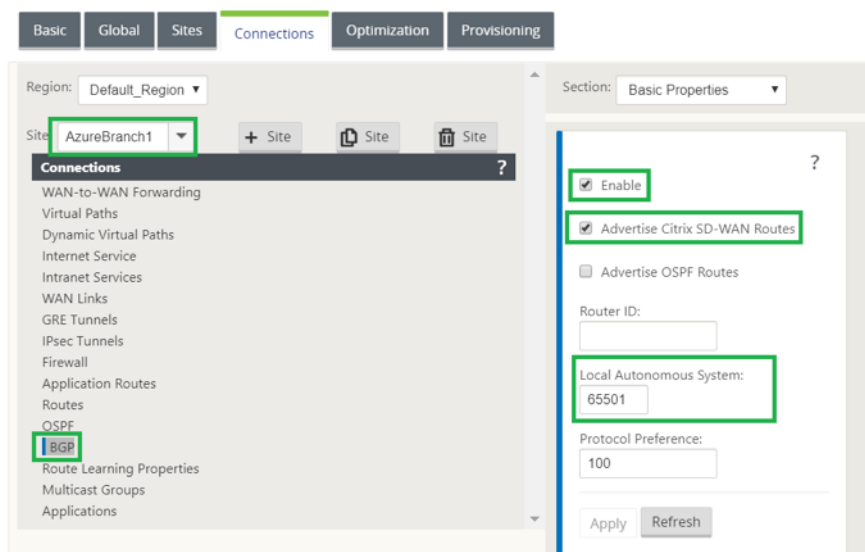 Basic Global Sites Connections Optimization Provisioning
Region: Default_Region
Site AzureBranch1 + Site Site Site
Connections ?
WAN-to-WAN Forwarding
Virtual Paths
Dynamic Virtual Paths
Internet Service
Intranet Services
WAN Links
GRE Tunnels
IPsec Tunnels
Firewall
Application Routes
Routes
OSPF
BGP
Route Learning Properties
Multicast Groups
Applications
Section: Basic Properties
?
Enable
Advertise Citrix SD-WAN Routes
Advertise OSPF Routes
Router ID:
Local Autonomous System:
65501
Protocol Preference:
100
Apply Refresh